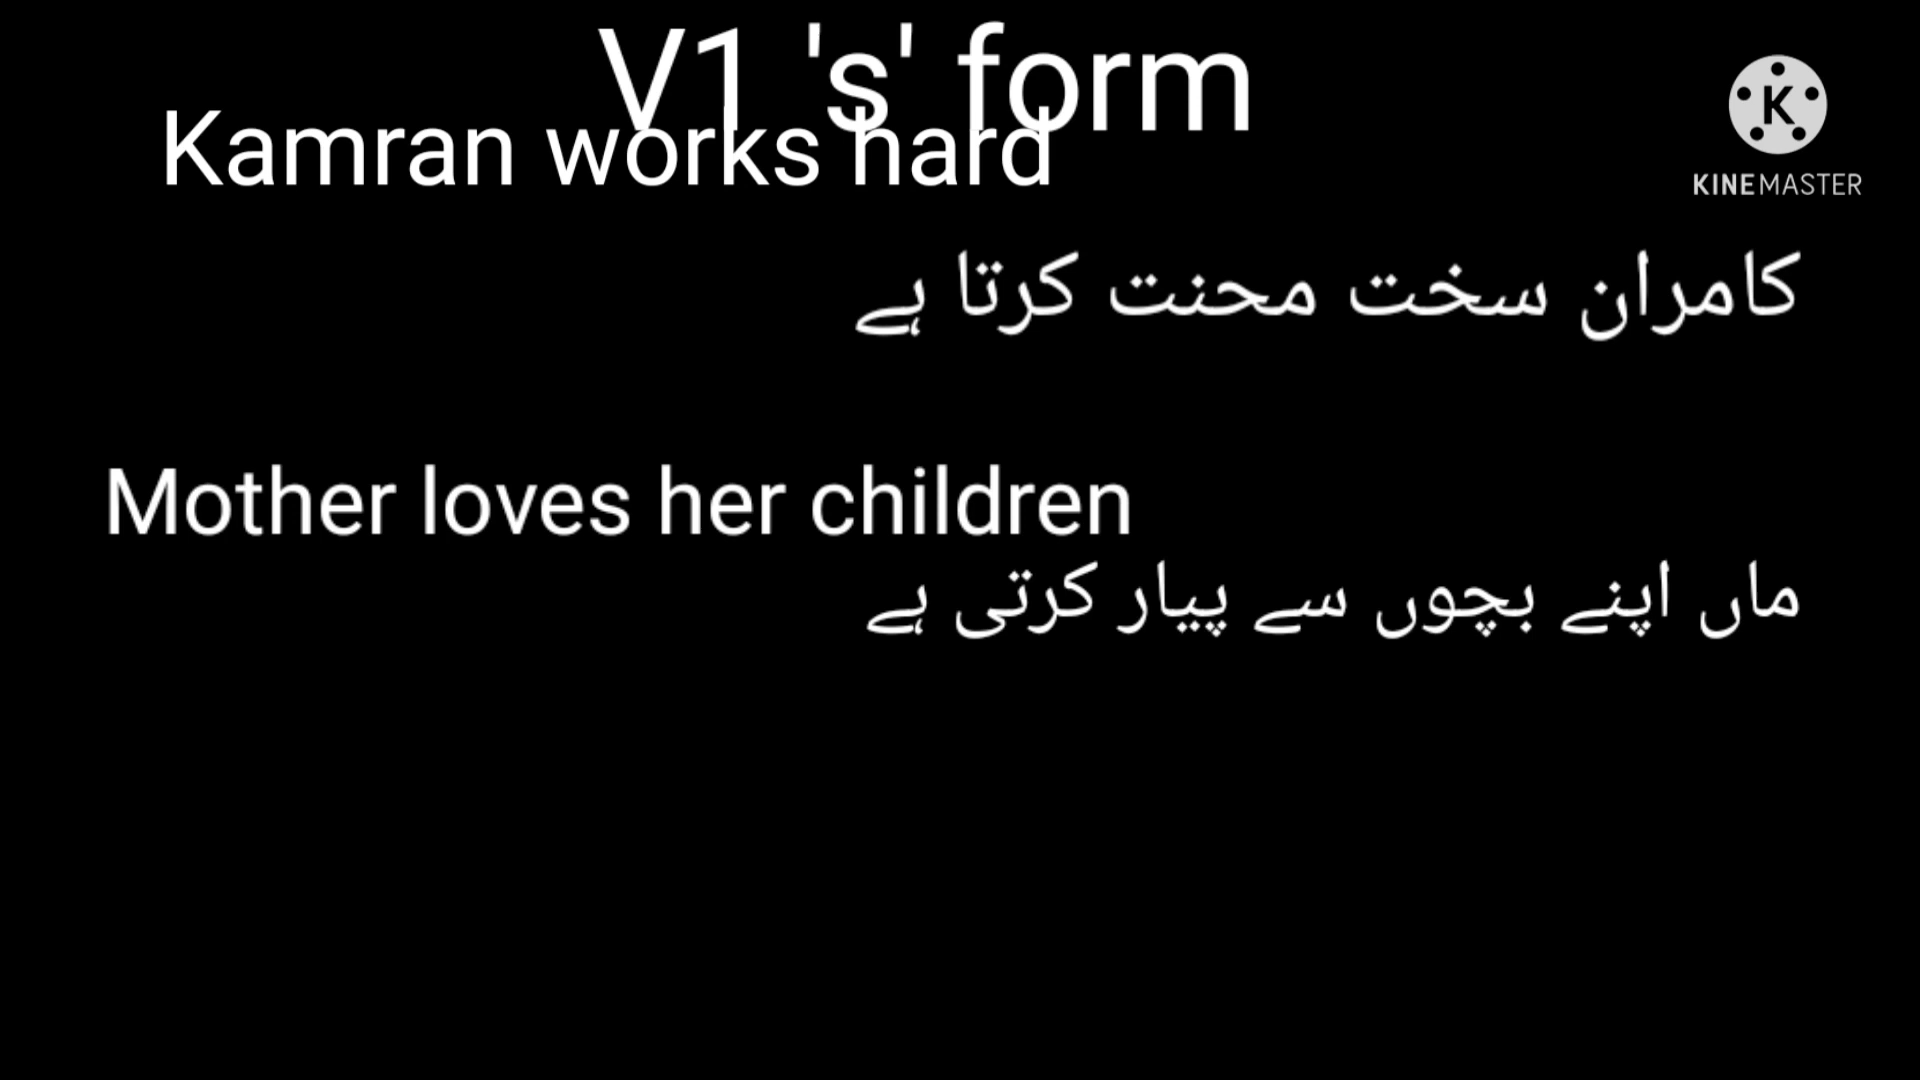 V1 's' form
Kamran works hard
K
KINEMASTER
کامران سخت محنت کرتا ہے
Mother loves her children
ماں اپنے بچوں سے پیار کرتی ہے